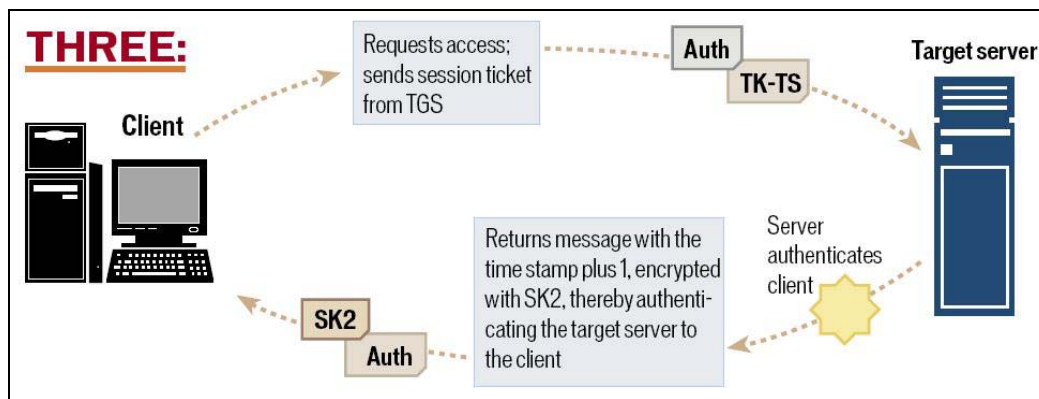 THREE:
Client
Requests access;
sends session ticket
from TGS
Auth
TK-TS
Target server
Server
authenticates
client
Returns message with the
time stamp plus 1, encrypted
with SK2, thereby authenti-
cating the target server to
the client
SK2
Auth